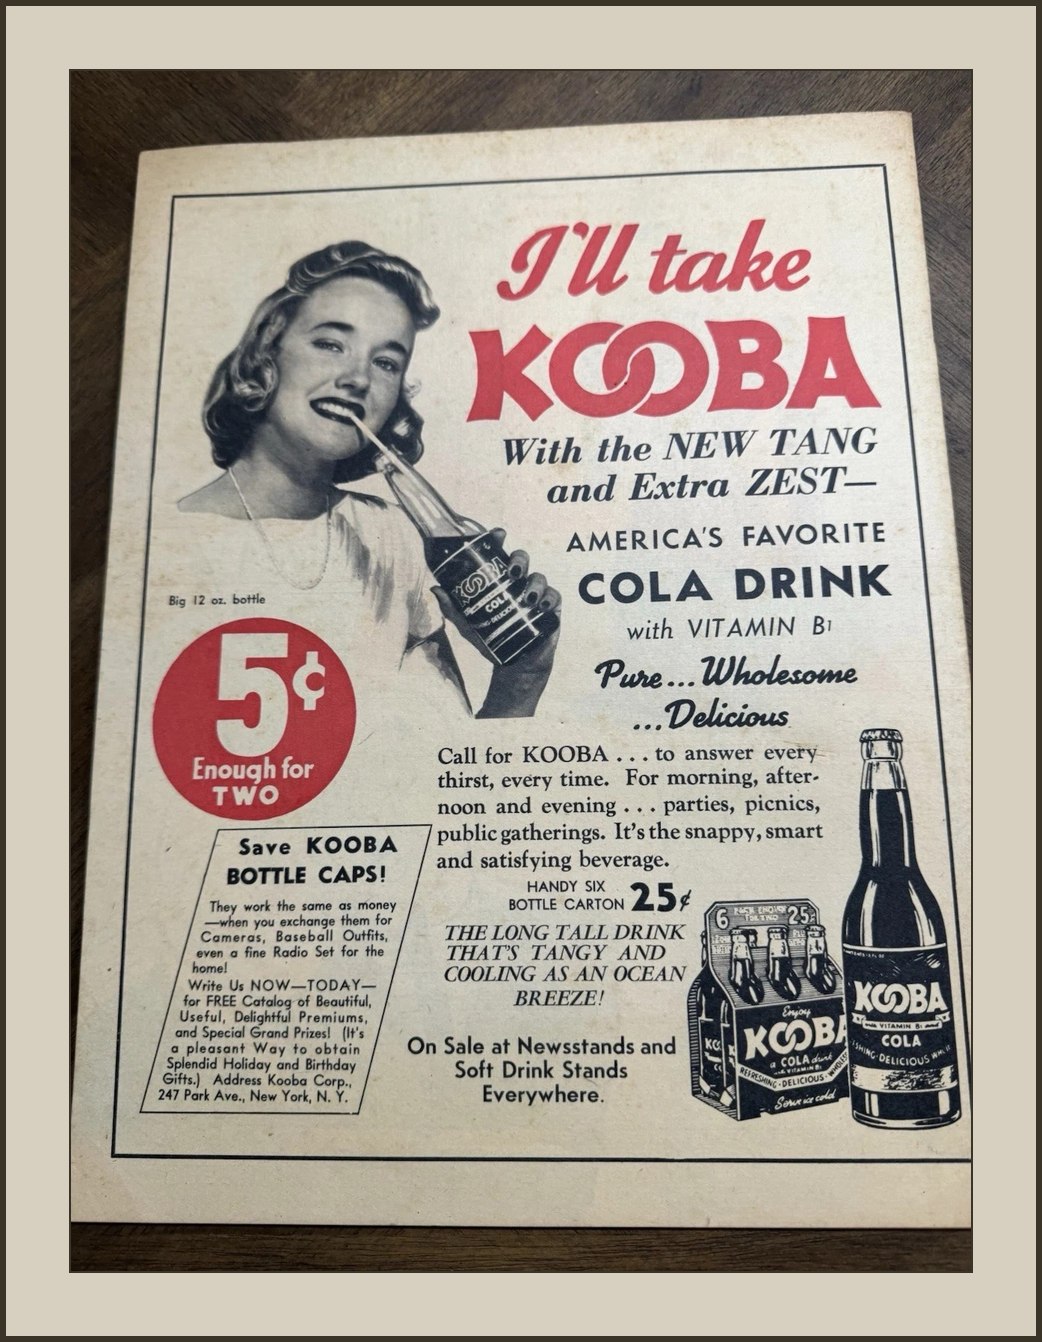 I'll take
KOOBA
With the NEW TANG
and Extra ZEST—
AMERICA'S FAVORITE
COLA DRINK
with VITAMIN B1
Pure... Wholesome
...Delicious
KOOBA
COLA
Big 12 oz. bottle
5¢
Enough for
TWO
Call for KOOBA . . . to answer every
thirst, every time. For morning, after-
noon and evening . . . parties, picnics,
public gatherings. It's the snappy, smart
and satisfying beverage.
HANDY SIX
BOTTLE CARTON 25¢
THE LONG TALL DRINK
THAT'S TANGY AND
COOLING AS AN OCEAN
BREEZE!
On Sale at Newsstands and
Soft Drink Stands
Everywhere.
Save KOOBA
BOTTLE CAPS!
They work the same as money
—when you exchange them for
Cameras, Baseball Outfits,
even a fine Radio Set for the
home!
Write Us NOW—TODAY—
for FREE Catalog of Beautiful,
Useful, Delightful Premiums,
and Special Grand Prizes! (It's
a pleasant Way to obtain
Splendid Holiday and Birthday
Gifts.) Address Kooba Corp.,
247 Park Ave., New York, N. Y.
6 25¢
Enjoy
KOOBA
a COLA drink
REFRESHING · DELICIOUS ·
Serve ice cold
KOOBA
VITAMIN B1
COLA
DELICIOUS